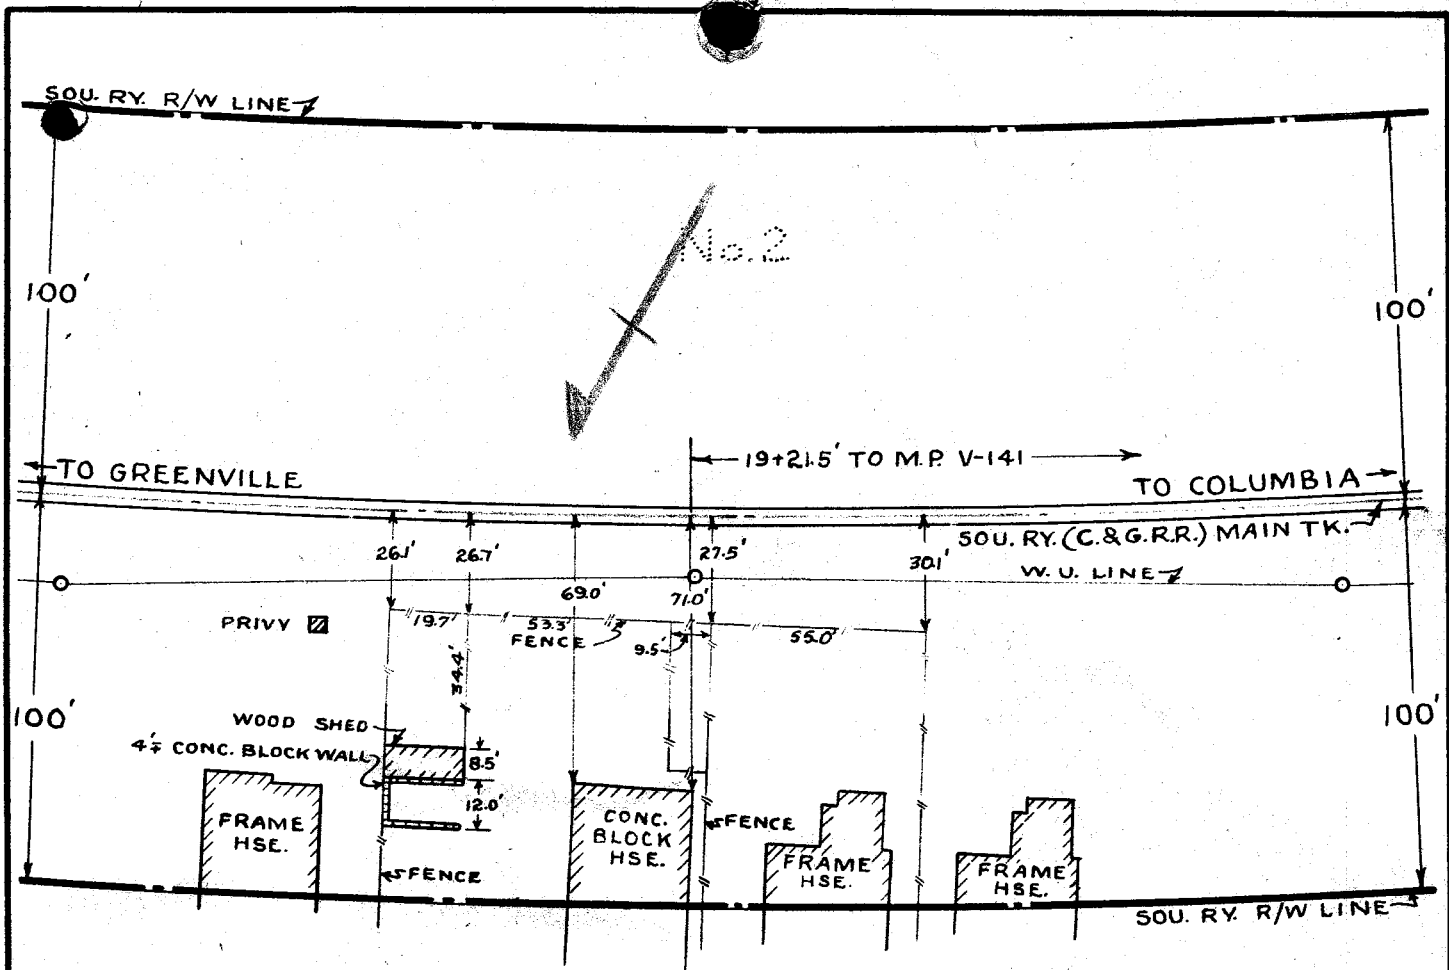 SOU. RY. R/W LINE
No. 2
100'
100'
19+21.5' TO M.P. V-141
TO GREENVILLE
TO COLUMBIA
SOU. RY. (C. & G. R.R.) MAIN TK.
26.1'
26.7'
27.5'
30.1'
W. U. LINE
69.0'
71.0'
PRIVY
19.7'
53.3'
FENCE
9.5'
55.0'
34.4'
100'
100'
WOOD SHED
4'± CONC. BLOCK WALL
8.5'
12.0'
FRAME
HSE.
CONC.
BLOCK
HSE.
FENCE
FRAME
HSE.
FRAME
HSE.
FENCE
SOU. RY. R/W LINE